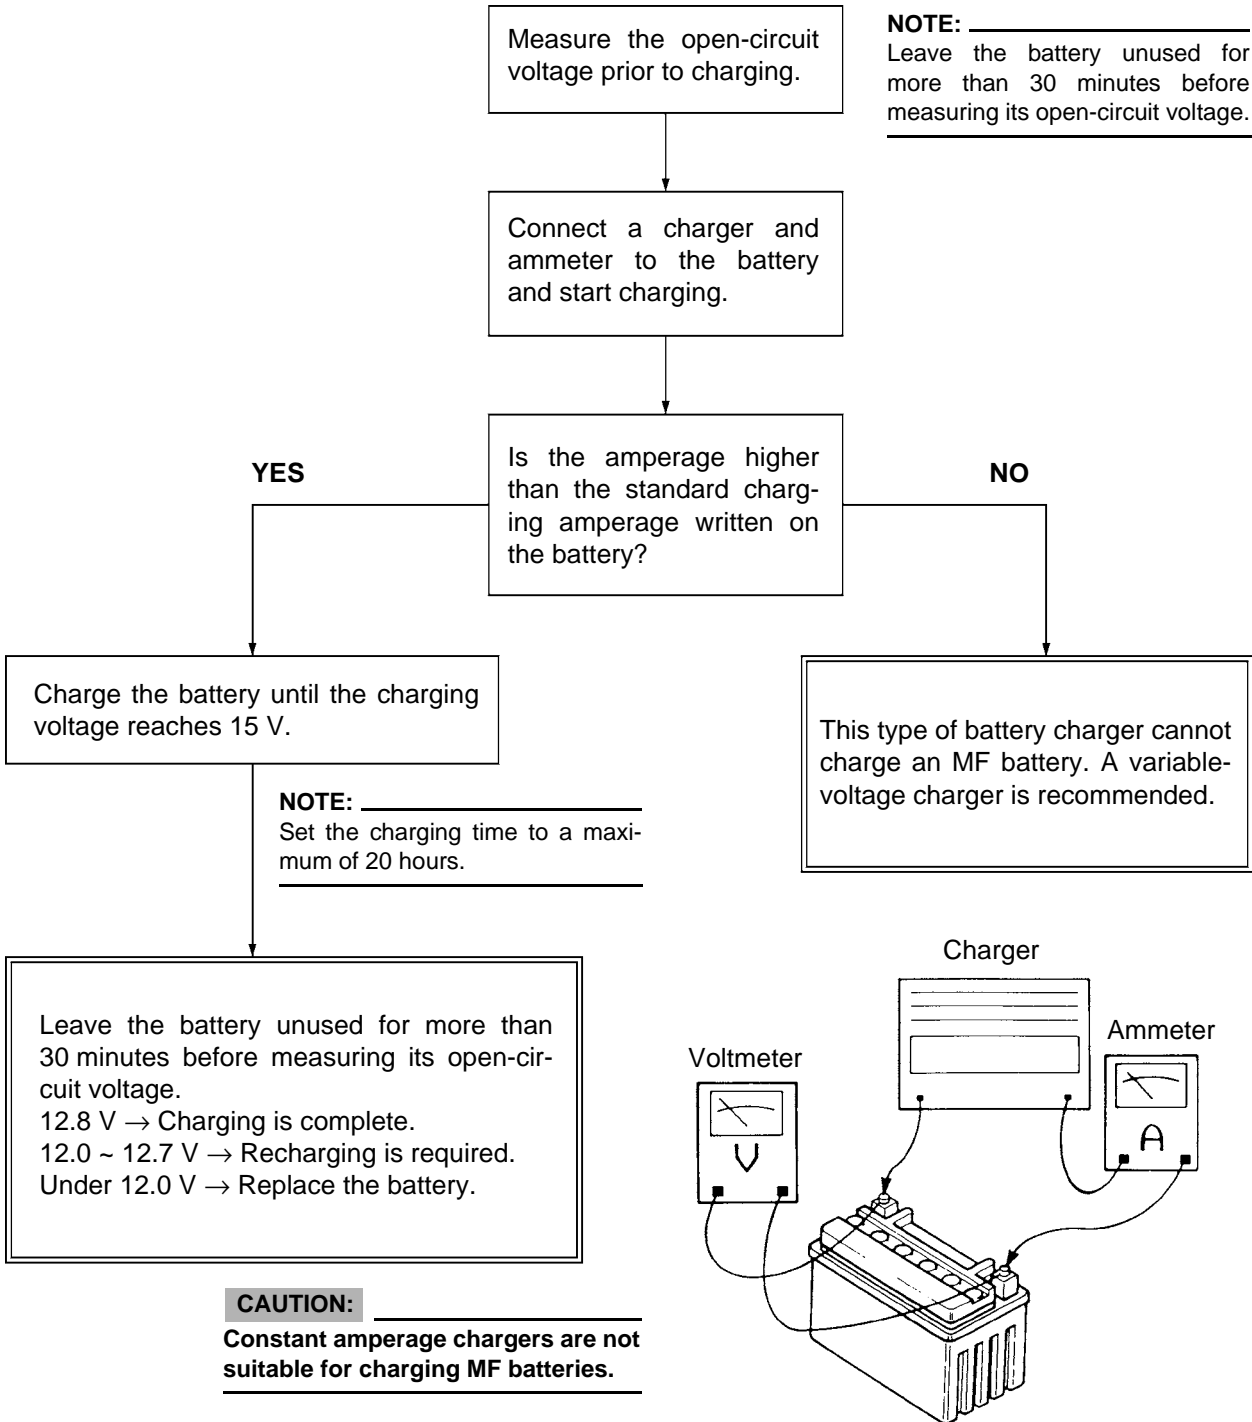 Measure the open-circuit
voltage prior to charging.
NOTE:
Leave the battery unused for
more than 30 minutes before
measuring its open-circuit voltage.
Connect a charger and
ammeter to the battery
and start charging.
YES
Is the amperage higher
than the standard charg-
ing amperage written on
the battery?
NO
Charge the battery until the charging
voltage reaches 15 V.
This type of battery charger cannot
charge an MF battery. A variable-
voltage charger is recommended.
NOTE:
Set the charging time to a maxi-
mum of 20 hours.
Leave the battery unused for more than
30 minutes before measuring its open-cir-
cuit voltage.
12.8 V → Charging is complete.
12.0 ~ 12.7 V → Recharging is required.
Under 12.0 V → Replace the battery.
Charger
Ammeter
Voltmeter
V
A
CAUTION:
Constant amperage chargers are not
suitable for charging MF batteries.